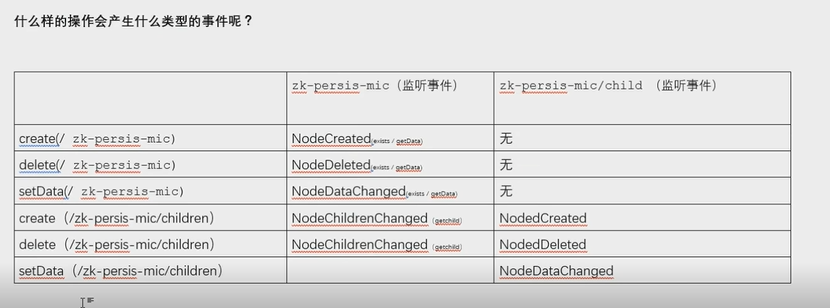 什么样的操作会产生什么类型的事件呢？
zk-persis-mic（监听事件） zk-persis-mic/child （监听事件）
create(/ zk-persis-mic) NodeCreated(exists / getData) 无
delete(/ zk-persis-mic) NodeDeleted(exists / getData) 无
setData(/ zk-persis-mic) NodeDataChanged(exists / getData) 无
create（/zk-persis-mic/children） NodeChildrenChanged（getchild） NodedCreated
delete（/zk-persis-mic/children） NodeChildrenChanged（getchild） NodedDeleted
setData（/zk-persis-mic/children） NodeDataChanged